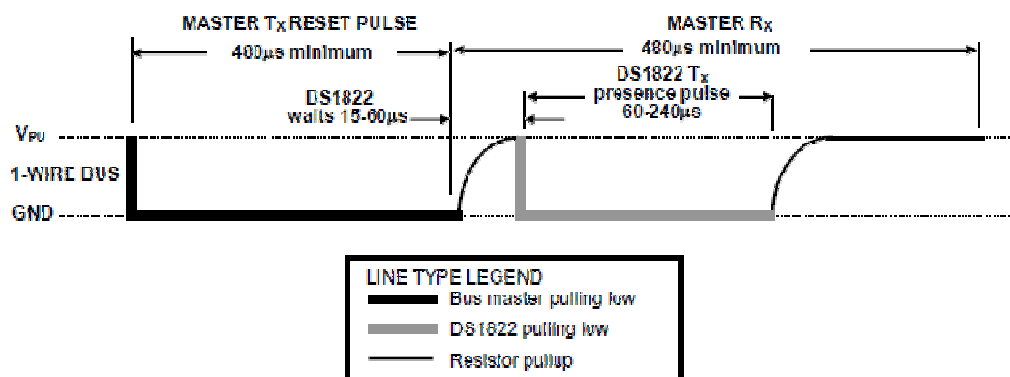 MASTER TX RESET PULSE
480µs minimum
MASTER RX
480µs minimum
DS1822
waits 15-60µs
DS1822 TX
presence pulse
60-240µs
VPU
1-WIRE BUS
GND
LINE TYPE LEGEND
Bus master pulling low
DS1822 pulling low
Resistor pullup